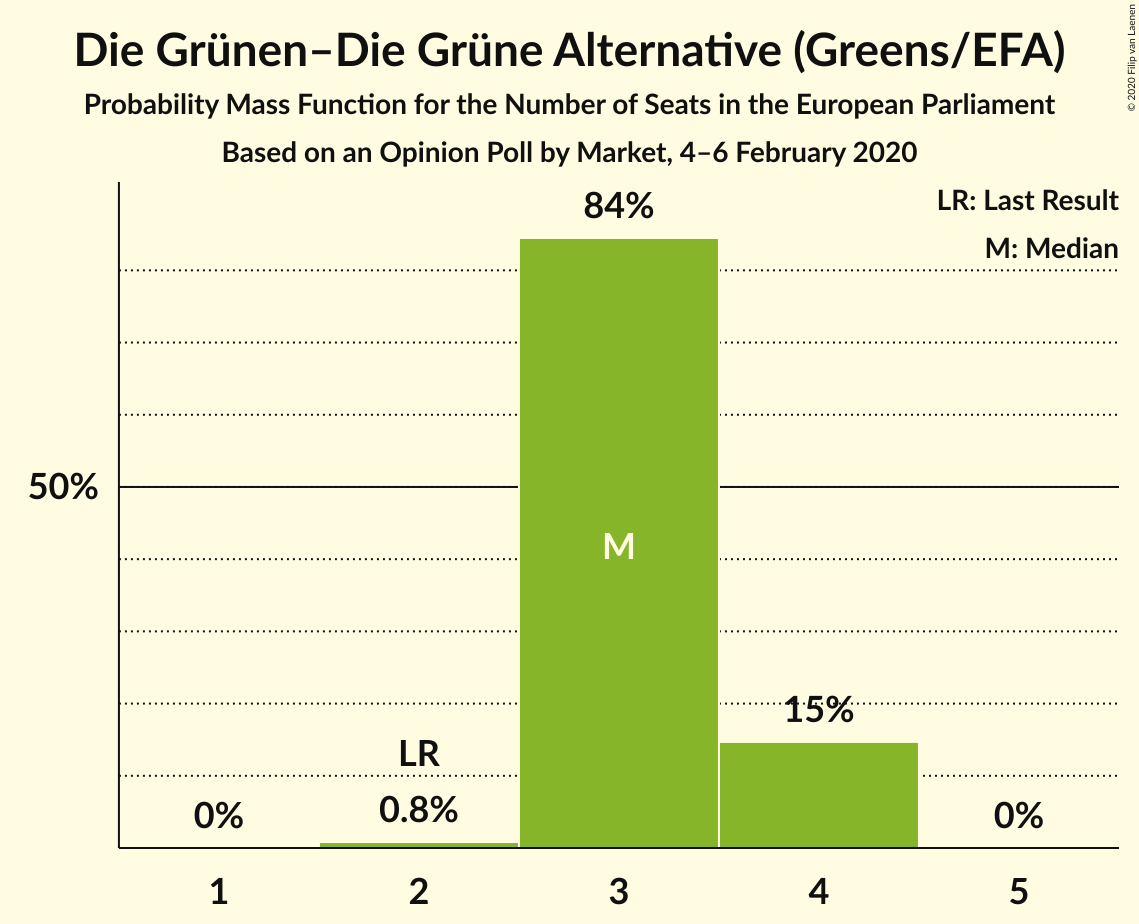 Die Grünen–Die Grüne Alternative (Greens/EFA)
Probability Mass Function for the Number of Seats in the European Parliament
Based on an Opinion Poll by Market, 4–6 February 2020
© 2020 Filip van Laenen
LR: Last Result
M: Median
84%
50%
M
15%
LR
0% 0.8% 0%
1 2 3 4 5